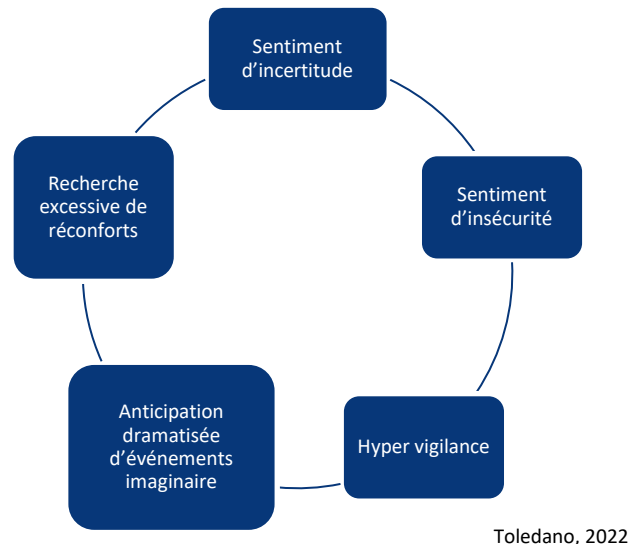 Sentiment
d'incertitude
Sentiment
d'insécurité
Hyper vigilance
Anticipation
dramatisée
d'événements
imaginaire
Recherche
excessive de
réconforts
Toledano, 2022